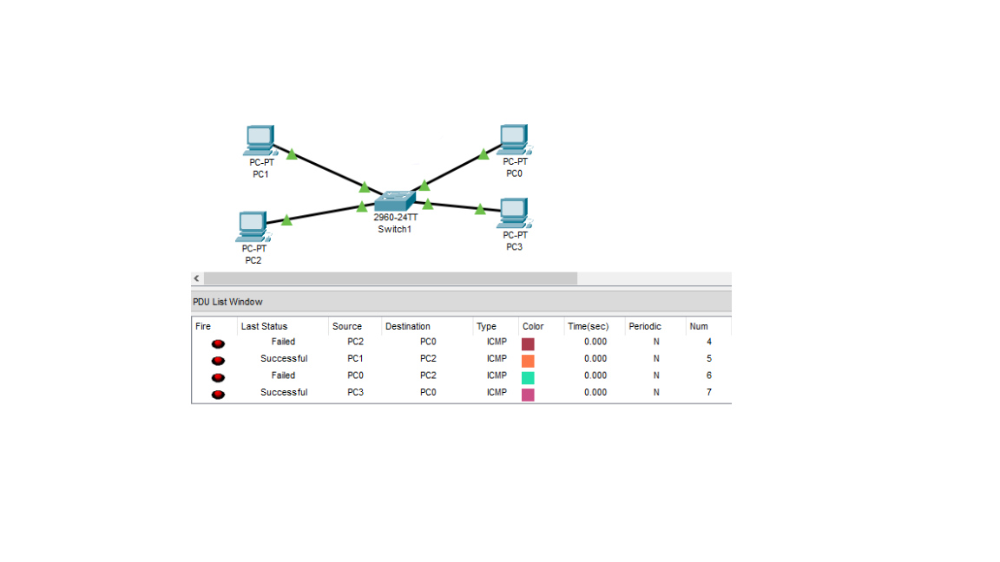 PC-PT
PC1
PC-PT
PC0
2960-24TT
Switch1
PC-PT
PC2
PC-PT
PC3
PDU List Window
Fire Last Status Source Destination Type Color Time(sec) Periodic Num
Failed PC2 PC0 ICMP 0.000 N 4
Successful PC1 PC2 ICMP 0.000 N 5
Failed PC0 PC2 ICMP 0.000 N 6
Successful PC3 PC0 ICMP 0.000 N 7